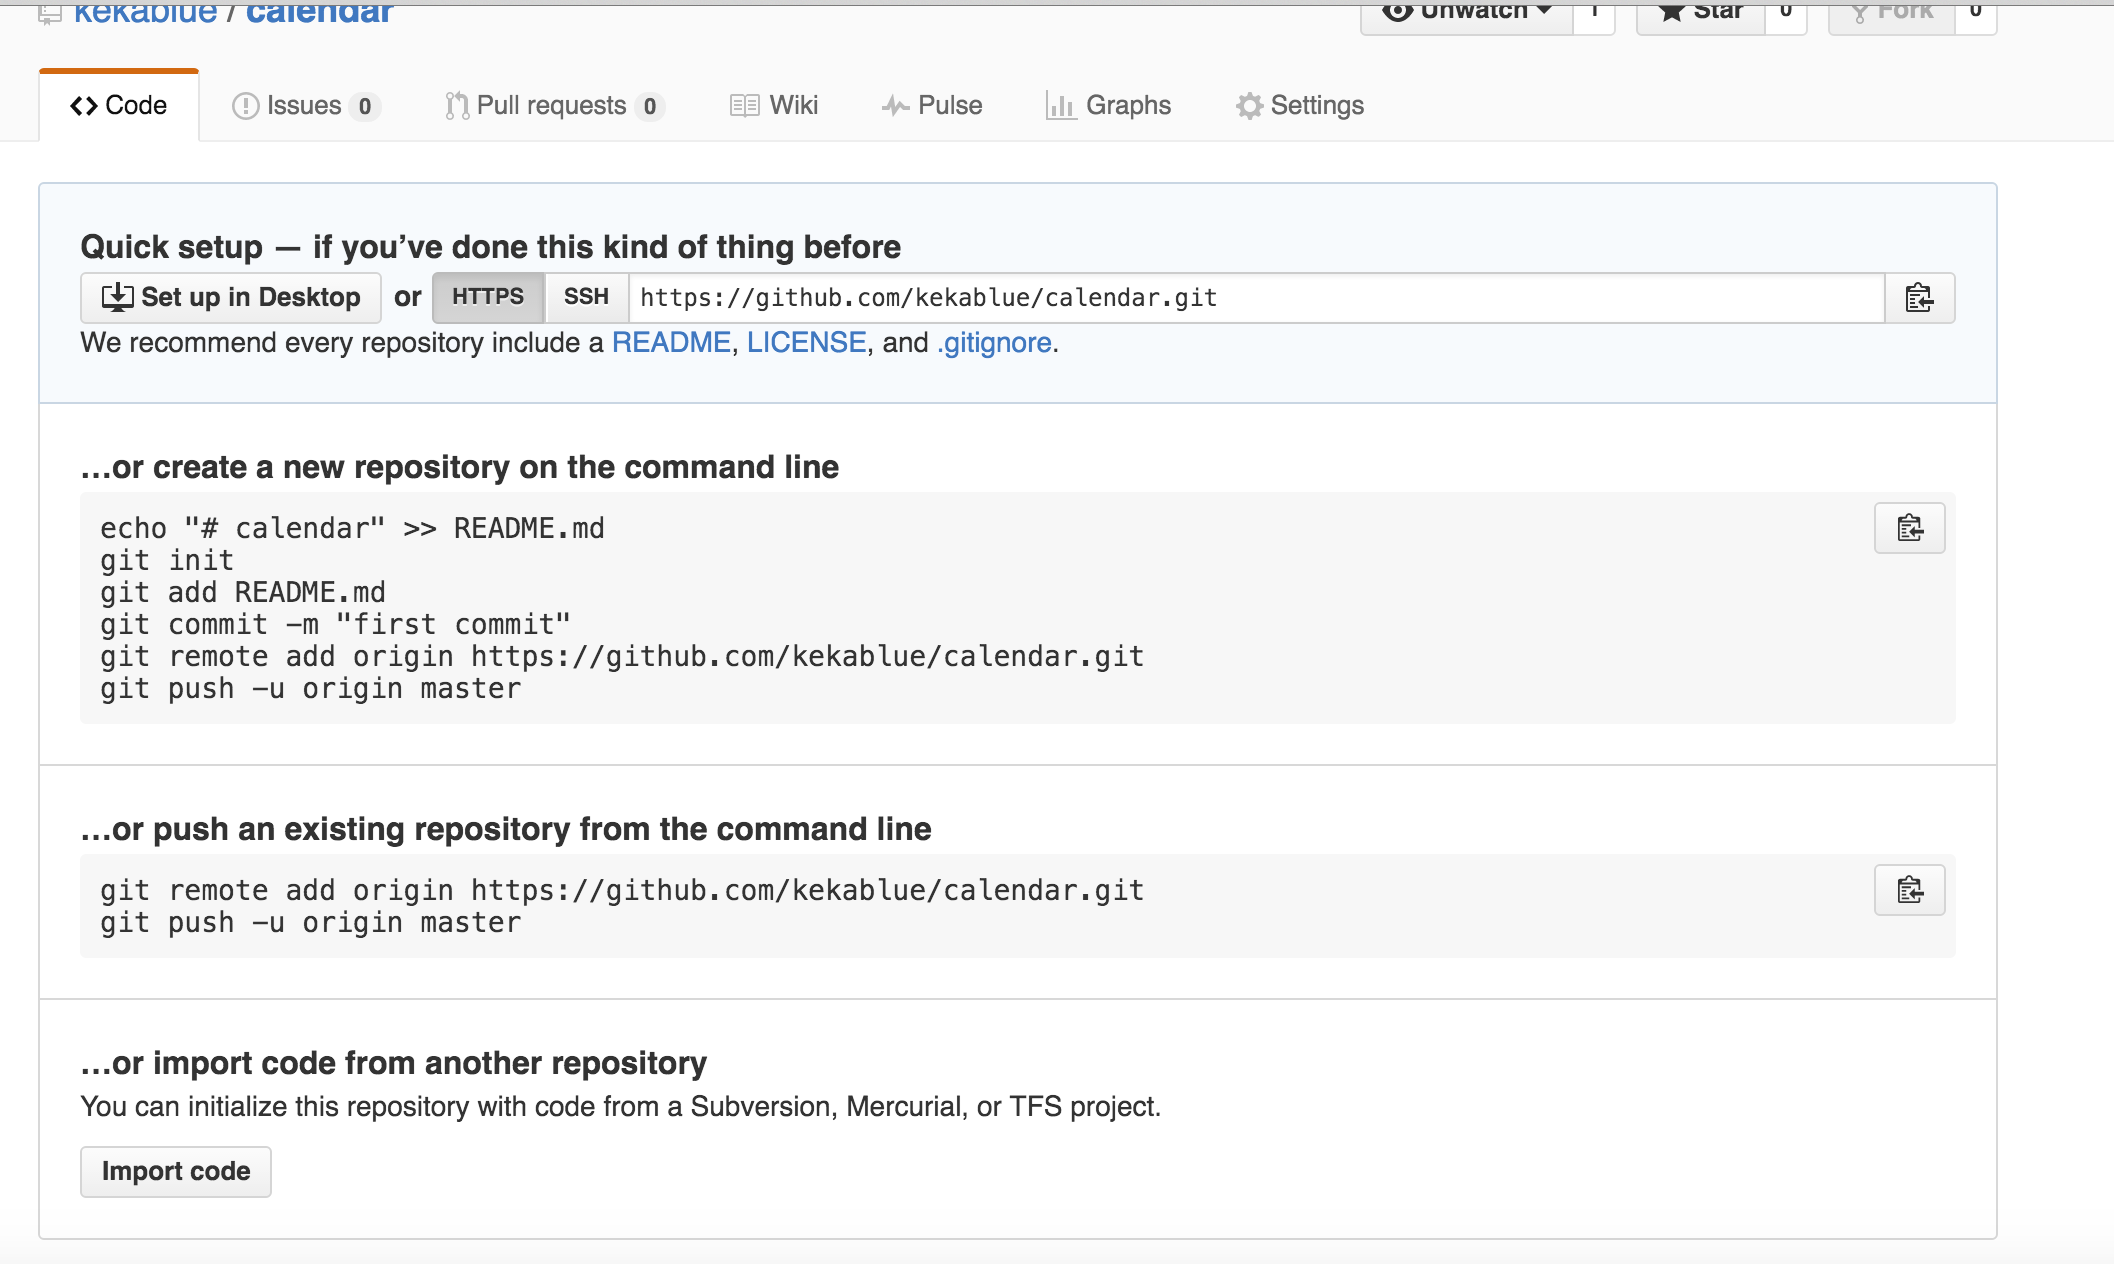 kekablue / calendar
Unwatch 1 Star 0 Fork 0
Code Issues 0 Pull requests 0 Wiki Pulse Graphs Settings
Quick setup — if you’ve done this kind of thing before
Set up in Desktop or HTTPS SSH https://github.com/kekablue/calendar.git
We recommend every repository include a README, LICENSE, and .gitignore.
…or create a new repository on the command line
echo "# calendar" >> README.md
git init
git add README.md
git commit -m "first commit"
git remote add origin https://github.com/kekablue/calendar.git
git push -u origin master
…or push an existing repository from the command line
git remote add origin https://github.com/kekablue/calendar.git
git push -u origin master
…or import code from another repository
You can initialize this repository with code from a Subversion, Mercurial, or TFS project.
Import code